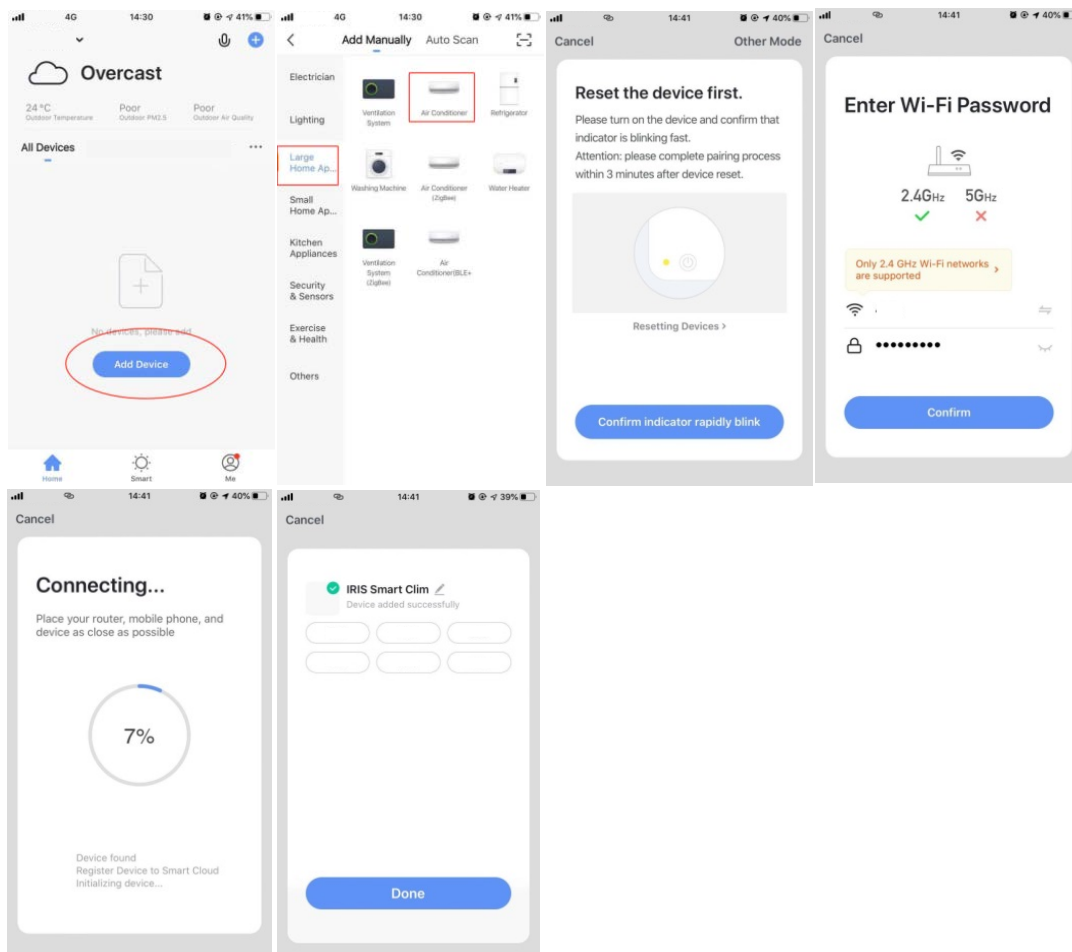 4G 14:30 41%
Overcast
24 °C Poor Poor
Outdoor Temperature Outdoor PM2.5 Outdoor Air Quality
All Devices ...
No devices, please add
Add Device
Home Smart Me
4G 14:30 41%
Add Manually Auto Scan
Electrician
Lighting
Large
Home Ap...
Small
Home Ap...
Kitchen
Appliances
Security
& Sensors
Exercise
& Health
Others
Ventilation
System
Air Conditioner
Refrigerator
Washing Machine
Air Conditioner
(ZigBee)
Water Heater
Ventilation
System
(ZigBee)
Air
Conditioner(BLE+
14:41 40%
Cancel Other Mode
Reset the device first.
Please turn on the device and confirm that
indicator is blinking fast.
Attention: please complete pairing process
within 3 minutes after device reset.
Resetting Devices >
Confirm indicator rapidly blink
14:41 40%
Cancel
Enter Wi-Fi Password
2.4GHz 5GHz
Only 2.4 GHz Wi-Fi networks >
are supported
Confirm
14:41 40%
Cancel
Connecting...
Place your router, mobile phone, and
device as close as possible
7%
Device found
Register Device to Smart Cloud
Initializing device...
14:41 39%
Cancel
IRIS Smart Clim
Device added successfully
Done